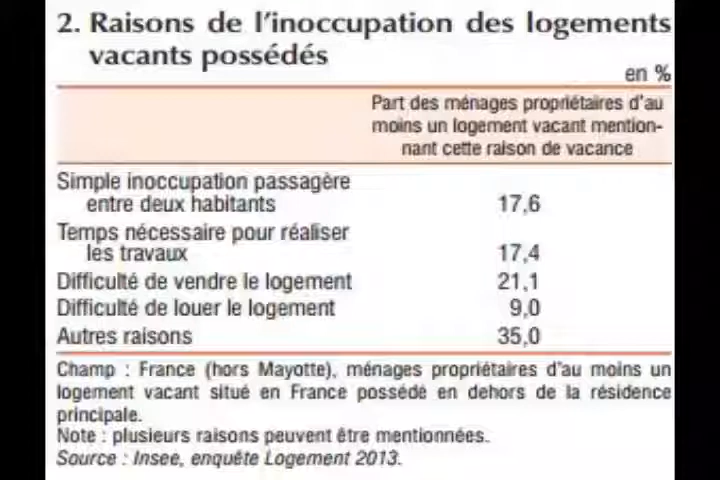 2. Raisons de l'inoccupation des logements
vacants possédés
en %
Part des ménages propriétaires d'au
moins un logement vacant mention-
nant cette raison de vacance
Simple inoccupation passagère
entre deux habitants 17,6
Temps nécessaire pour réaliser
les travaux 17,4
Difficulté de vendre le logement 21,1
Difficulté de louer le logement 9,0
Autres raisons 35,0
Champ : France (hors Mayotte), ménages propriétaires d'au moins un
logement vacant situé en France possédé en dehors de la résidence
principale.
Note : plusieurs raisons peuvent être mentionnées.
Source : Insee, enquête Logement 2013.